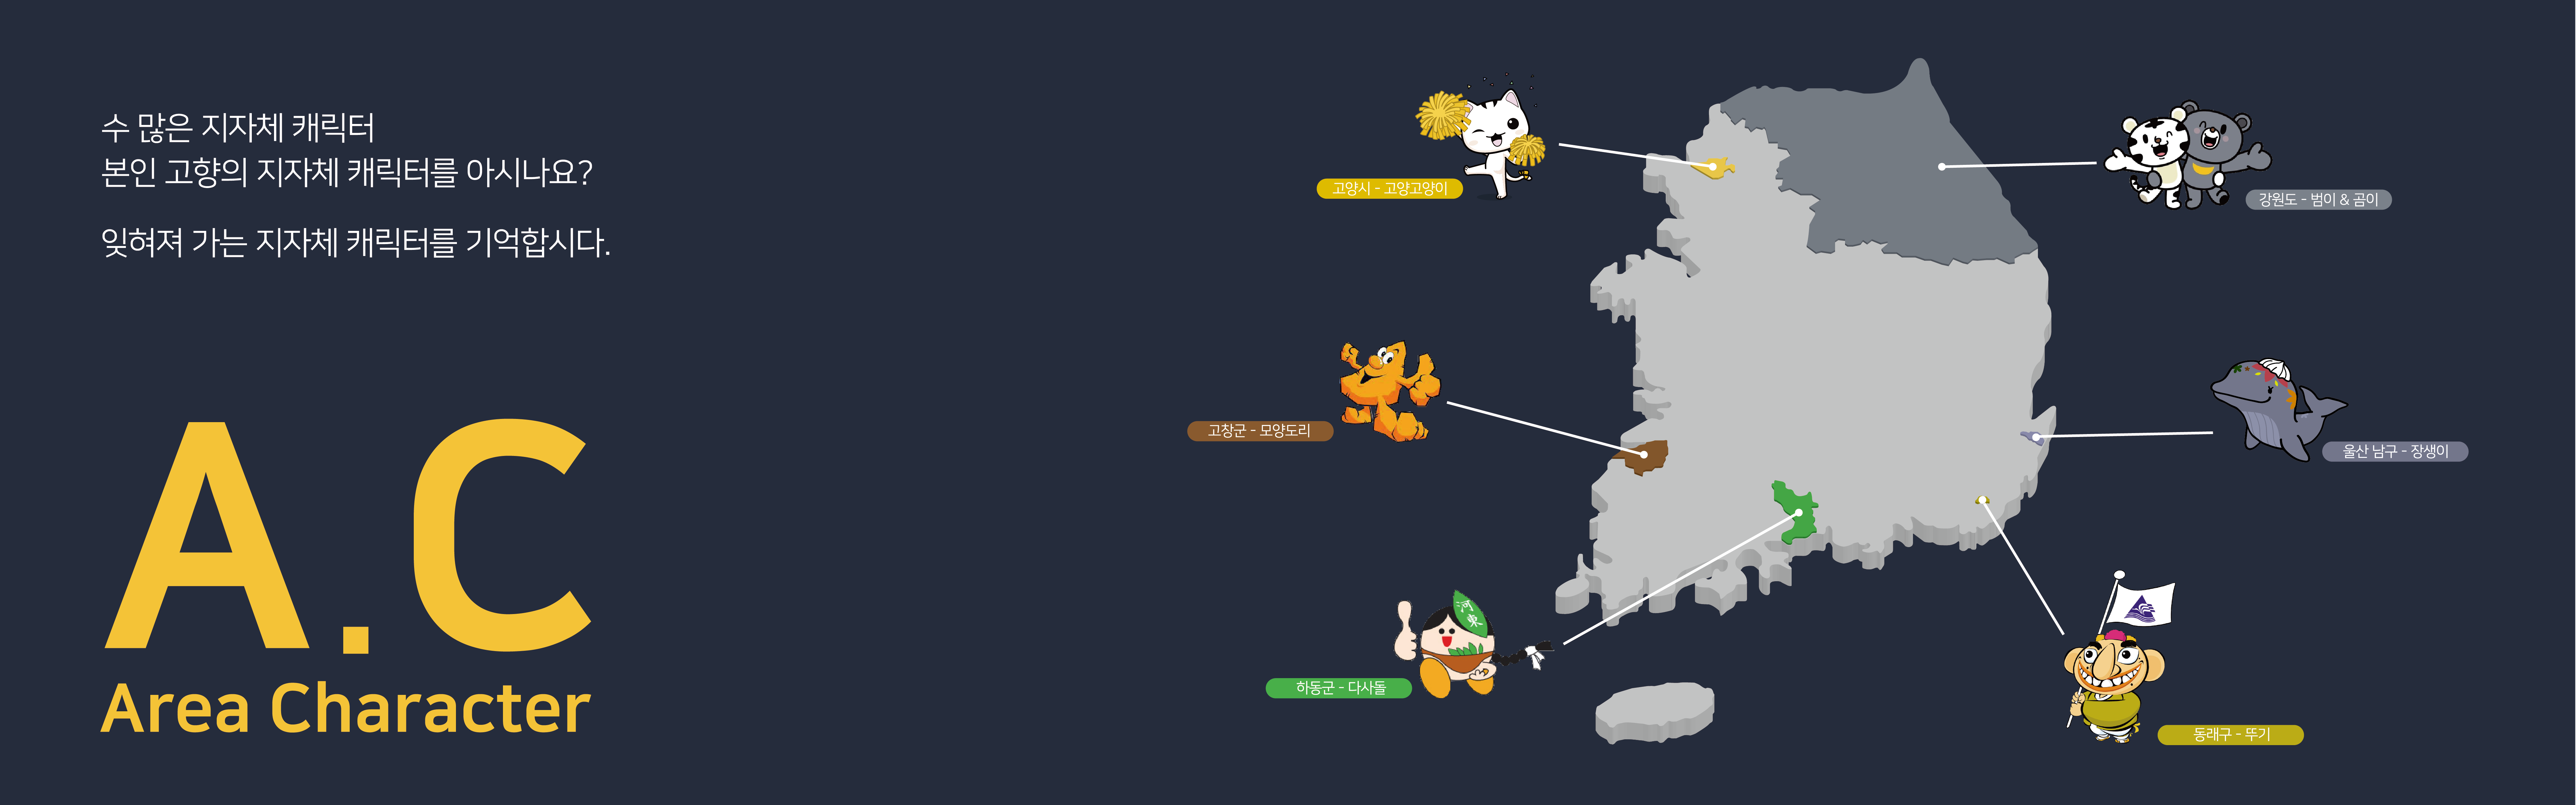 수 많은 지자체 캐릭터
본인 고향의 지자체 캐릭터를 아시나요?
잊혀져 가는 지자체 캐릭터를 기억합시다.
A.C
Area Character
고양시 - 고양고양이
강원도 - 범이 & 곰이
고창군 - 모양도리
울산 남구 - 장생이
河東
하동군 - 다사돌
동래구 - 뚜기